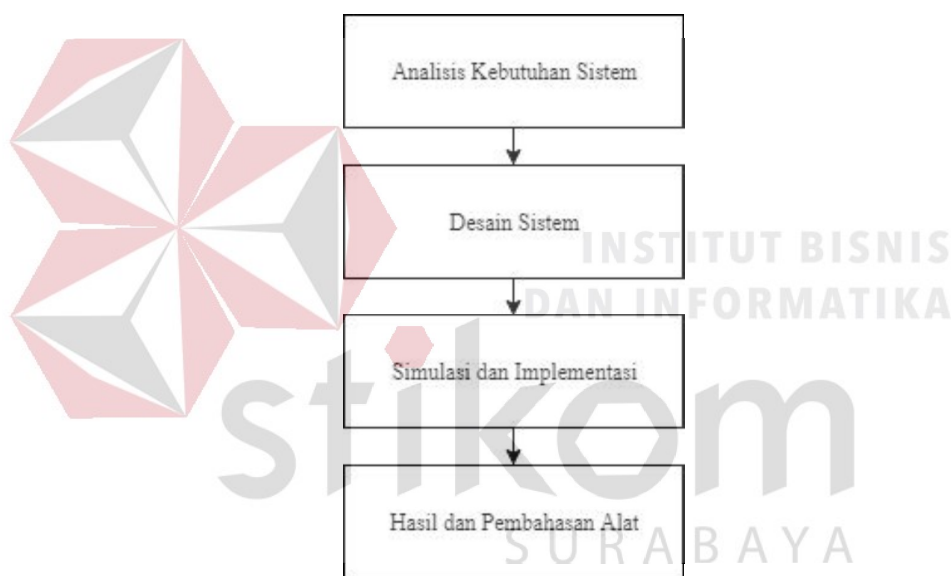 Analisis Kebutuhan Sistem
Desain Sistem
INSTITUT BISNIS
DAN INFORMATIKA
Simulasi dan Implementasi
stikom
Hasil dan Pembahasan Alat
SURABAYA